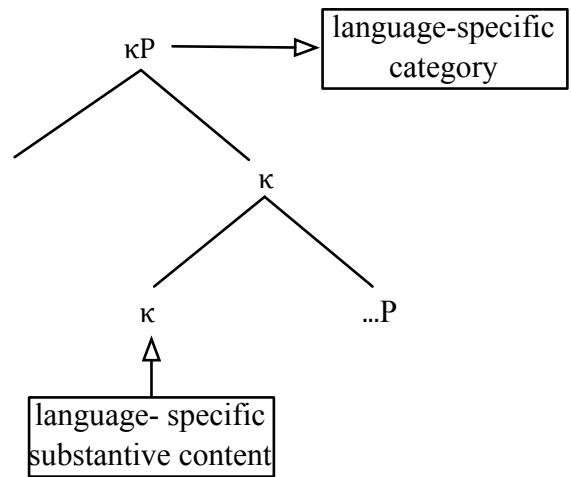 language-specific
category
κP
κ
κ
...P
language- specific
substantive content